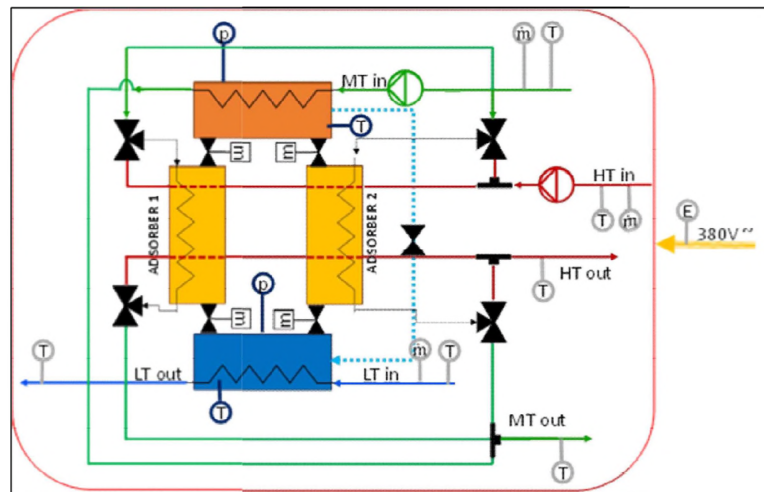 p
ṁ
T
MT in
T
m
m
HT in
T
ṁ
E
380V~
ADSORBER 1
ADSORBER 2
HT out
T
p
m
m
ṁ
T
T
LT out
LT in
T
MT out
T